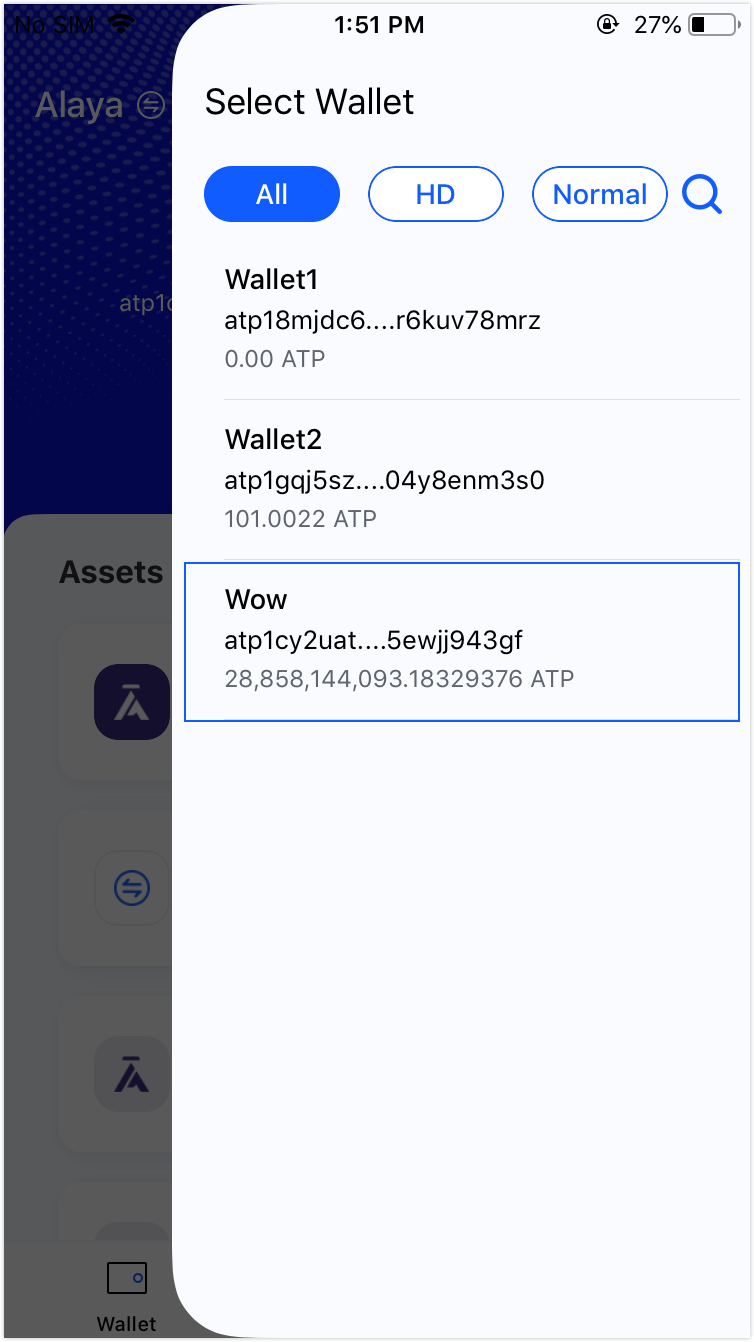 No SIM 1:51 PM 27%
Alaya
Select Wallet
All HD Normal
Wallet1
atp18mjdc6....r6kuv78mrz
0.00 ATP
Wallet2
atp1gqj5sz....04y8enm3s0
101.0022 ATP
Wow
atp1cy2uat....5ewjj943gf
28,858,144,093.18329376 ATP
atp1c
Assets
Wallet